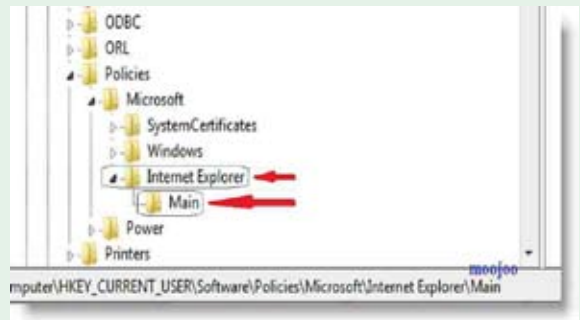 ODBC
ORL
Policies
Microsoft
SystemCertificates
Windows
Internet Explorer
Main
Power
Printers
moojoo
mputer\HKEY_CURRENT_USER\Software\Policies\Microsoft\Internet Explorer\Main